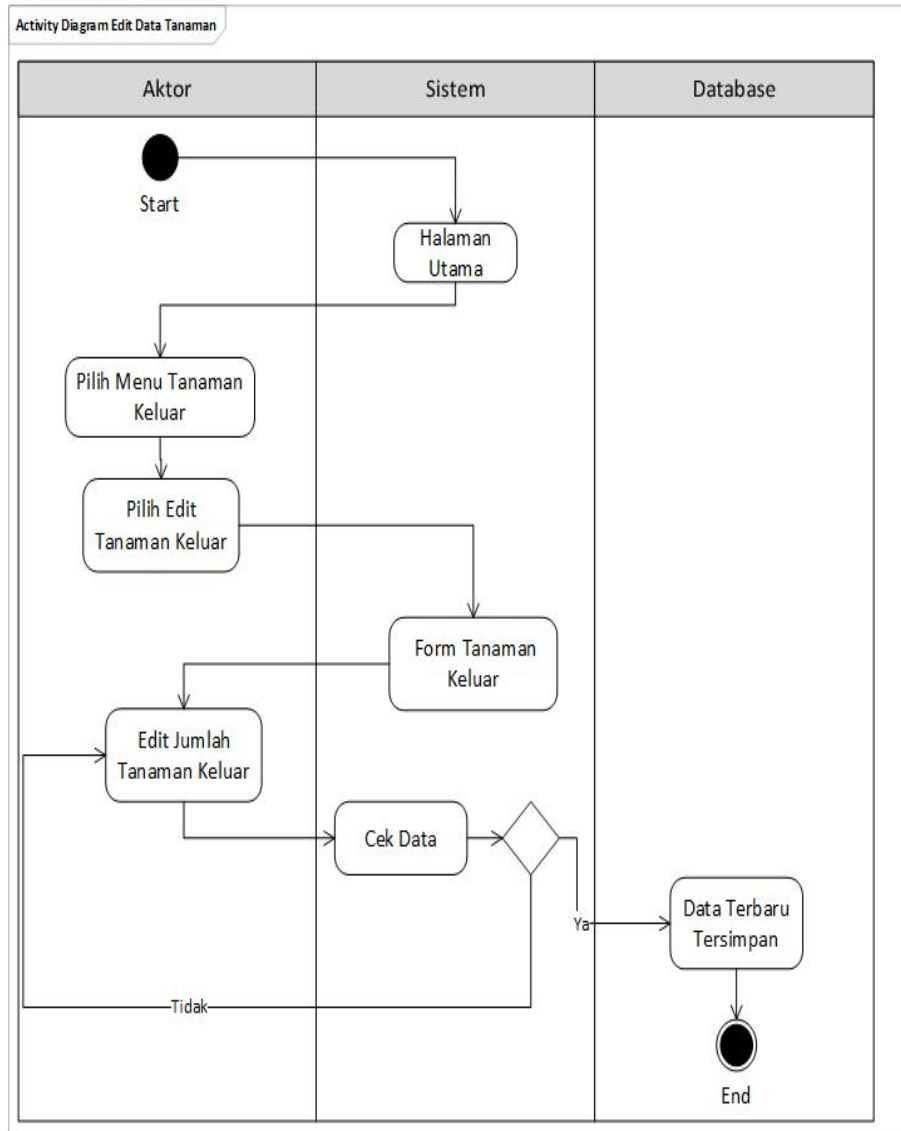 Activity Diagram Edit Data Tanaman
Aktor
Sistem
Database
Start
Halaman
Utama
Pilih Menu Tanaman
Keluar
Pilih Edit
Tanaman Keluar
Form Tanaman
Keluar
Edit Jumlah
Tanaman Keluar
Cek Data
Ya
Data Terbaru
Tersimpan
Tidak
End